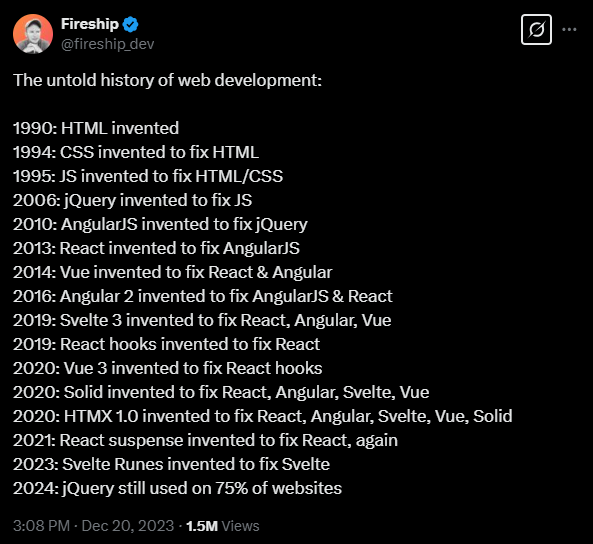 Fireship
@fireship_dev
The untold history of web development:
1990: HTML invented
1994: CSS invented to fix HTML
1995: JS invented to fix HTML/CSS
2006: jQuery invented to fix JS
2010: AngularJS invented to fix jQuery
2013: React invented to fix AngularJS
2014: Vue invented to fix React & Angular
2016: Angular 2 invented to fix AngularJS & React
2019: Svelte 3 invented to fix React, Angular, Vue
2019: React hooks invented to fix React
2020: Vue 3 invented to fix React hooks
2020: Solid invented to fix React, Angular, Svelte, Vue
2020: HTMX 1.0 invented to fix React, Angular, Svelte, Vue, Solid
2021: React suspense invented to fix React, again
2023: Svelte Runes invented to fix Svelte
2024: jQuery still used on 75% of websites
3:08 PM · Dec 20, 2023 · 1.5M Views